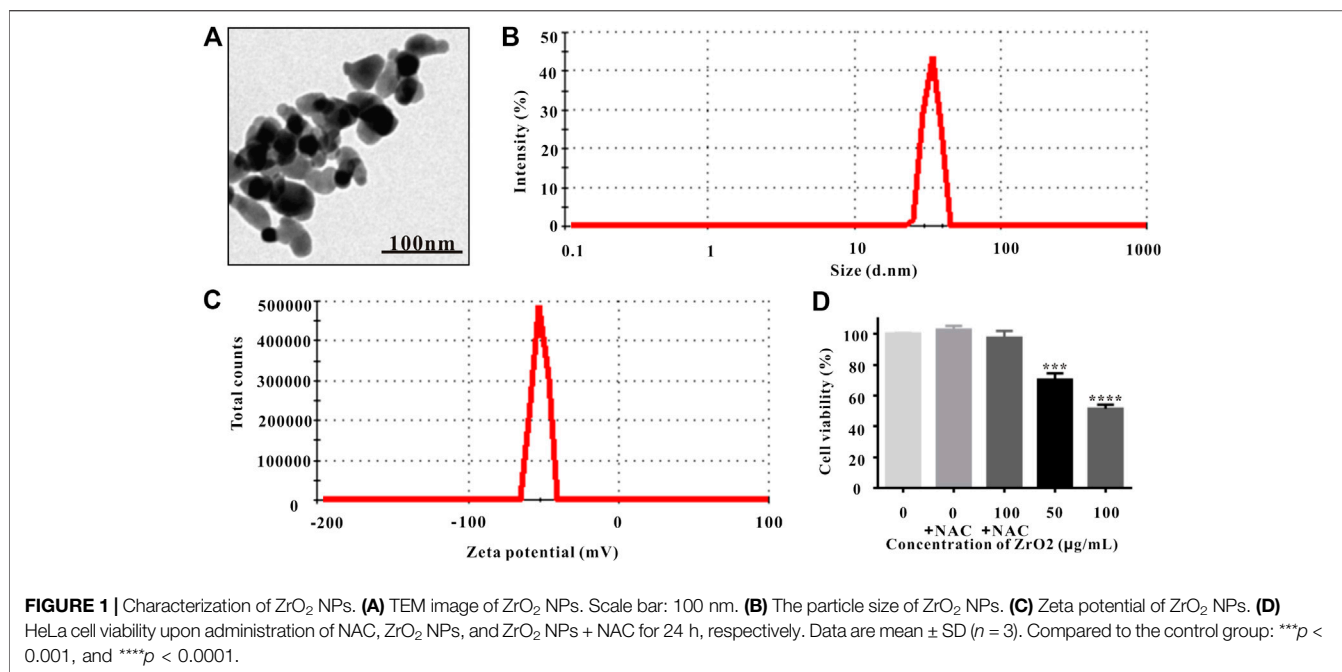 A
100nm
B
50
40
30
20
10
0
Intensity (%)
0.1 1 10 100 1000
Size (d.nm)
C
500000
400000
300000
200000
100000
0
Total counts
-200 -100 0 100
Zeta potential (mV)
D
100
80
60
40
20
0
Cell viability (%)
***
****
0 0 100 50 100
+NAC +NAC
Concentration of ZrO2 (μg/mL)
FIGURE 1 | Characterization of ZrO₂ NPs. (A) TEM image of ZrO₂ NPs. Scale bar: 100 nm. (B) The particle size of ZrO₂ NPs. (C) Zeta potential of ZrO₂ NPs. (D)
HeLa cell viability upon administration of NAC, ZrO₂ NPs, and ZrO₂ NPs + NAC for 24 h, respectively. Data are mean ± SD (n = 3). Compared to the control group: ***p <
0.001, and ****p < 0.0001.